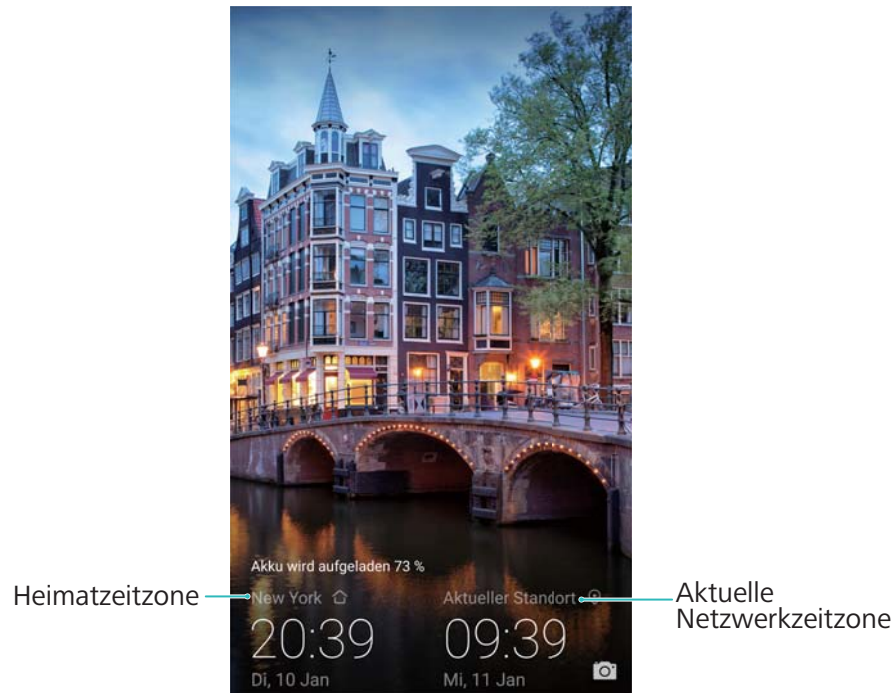 Akku wird aufgeladen 73 %
Heimatzeitzone
New York
Aktueller Standort
Aktuelle
Netzwerkzeitzone
20:39
09:39
Di, 10 Jan
Mi, 11 Jan